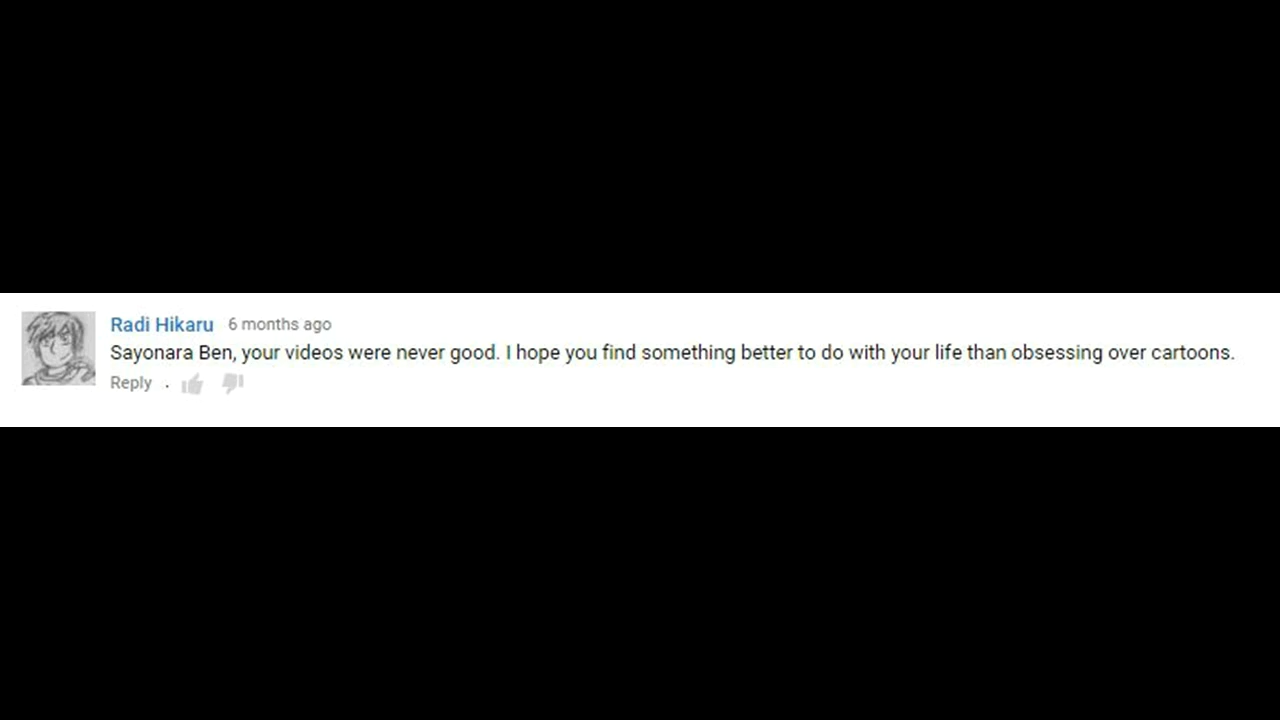 Radi Hikaru 6 months ago
Sayonara Ben, your videos were never good. I hope you find something better to do with your life than obsessing over cartoons.
Reply .